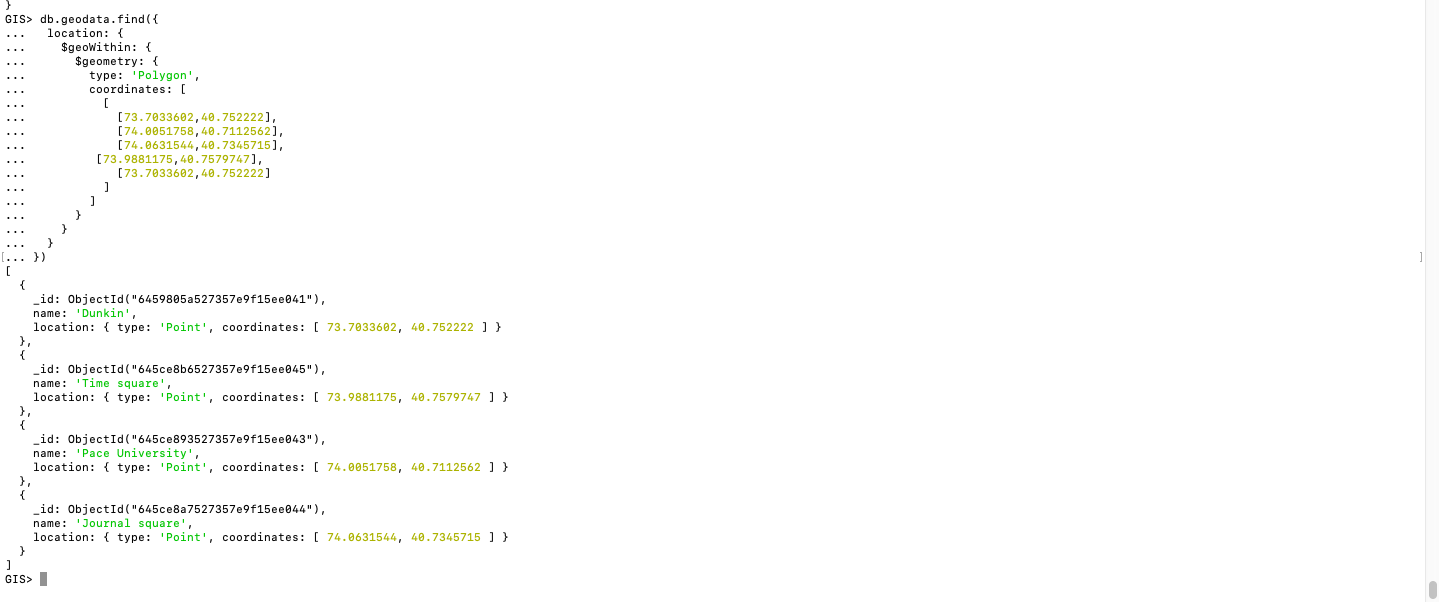 }
GIS> db.geodata.find({
...   location: {
...     $geoWithin: {
...       $geometry: {
...         type: 'Polygon',
...         coordinates: [
...           [
...             [73.7033602,40.752222],
...             [74.0051758,40.7112562],
...             [74.0631544,40.7345715],
...          [73.9881175,40.7579747],
...             [73.7033602,40.752222]
...           ]
...         ]
...       }
...     }
...   }
[... })                                                                    ]
[
  {
    _id: ObjectId("6459805a527357e9f15ee041"),
    name: 'Dunkin',
    location: { type: 'Point', coordinates: [ 73.7033602, 40.752222 ] }
  },
  {
    _id: ObjectId("645ce8b6527357e9f15ee045"),
    name: 'Time square',
    location: { type: 'Point', coordinates: [ 73.9881175, 40.7579747 ] }
  },
  {
    _id: ObjectId("645ce893527357e9f15ee043"),
    name: 'Pace University',
    location: { type: 'Point', coordinates: [ 74.0051758, 40.7112562 ] }
  },
  {
    _id: ObjectId("645ce8a7527357e9f15ee044"),
    name: 'Journal square',
    location: { type: 'Point', coordinates: [ 74.0631544, 40.7345715 ] }
  }
]
GIS>